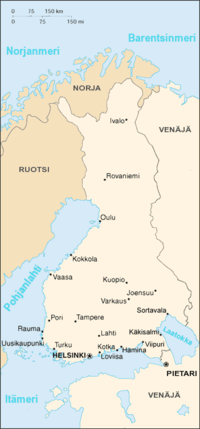 0 75 150 km
0 75 150 mi
Barentsinmeri
Norjanmeri
NORJA
Ivalo
VENÄJÄ
RUOTSI
Rovaniemi
Oulu
Pohjanlahti
Kokkola
Vaasa
Kuopio
Joensuu
Varkaus
Sortavala
Pori
Tampere
Rauma
Lahti
Käkisalmi
Laatokka
Uusikaupunki
Turku
Kotka
Viipuri
HELSINKI
Hamina
Loviisa
PIETARI
Itämeri
VENÄJÄ